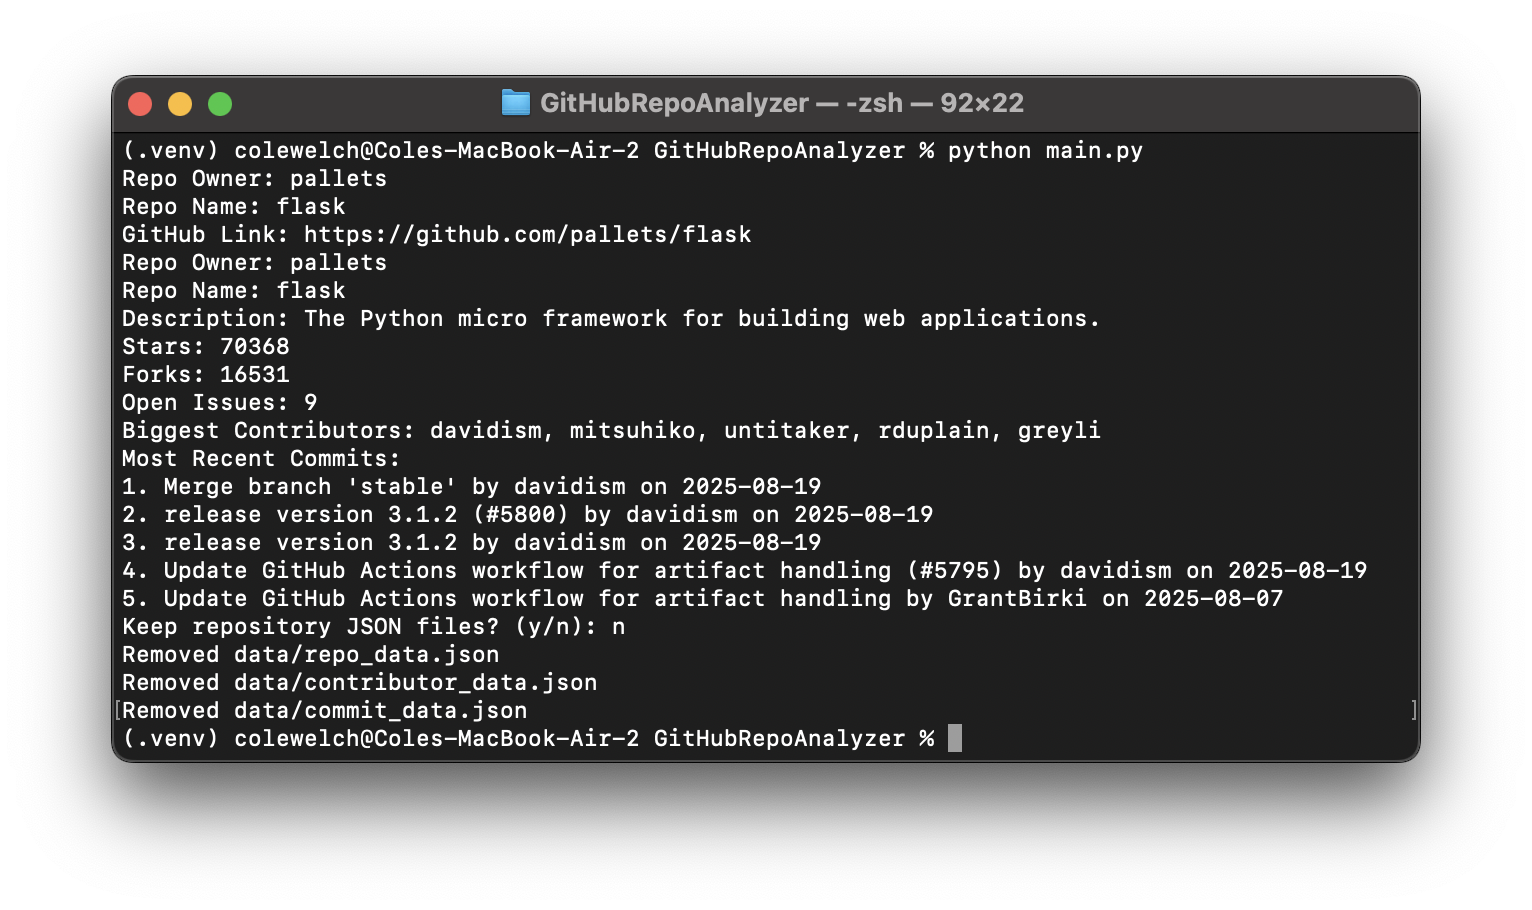 GitHubRepoAnalyzer — -zsh — 92×22
(.venv) colewelch@Coles-MacBook-Air-2 GitHubRepoAnalyzer % python main.py
Repo Owner: pallets
Repo Name: flask
GitHub Link: https://github.com/pallets/flask
Repo Owner: pallets
Repo Name: flask
Description: The Python micro framework for building web applications.
Stars: 70368
Forks: 16531
Open Issues: 9
Biggest Contributors: davidism, mitsuhiko, untitaker, rduplain, greyli
Most Recent Commits:
1. Merge branch 'stable' by davidism on 2025-08-19
2. release version 3.1.2 (#5800) by davidism on 2025-08-19
3. release version 3.1.2 by davidism on 2025-08-19
4. Update GitHub Actions workflow for artifact handling (#5795) by davidism on 2025-08-19
5. Update GitHub Actions workflow for artifact handling by GrantBirki on 2025-08-07
Keep repository JSON files? (y/n): n
Removed data/repo_data.json
Removed data/contributor_data.json
[Removed data/commit_data.json ]
(.venv) colewelch@Coles-MacBook-Air-2 GitHubRepoAnalyzer %